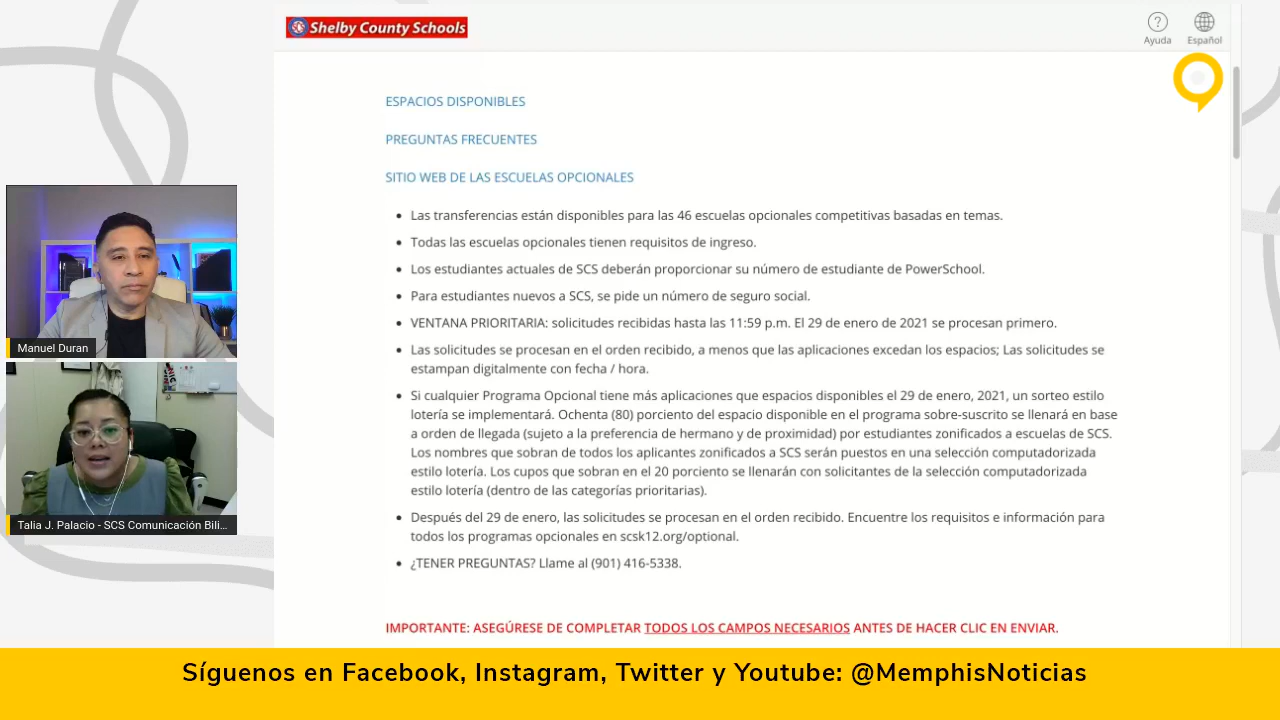 Shelby County Schools
Ayuda
Español
ESPACIOS DISPONIBLES
PREGUNTAS FRECUENTES
SITIO WEB DE LAS ESCUELAS OPCIONALES
Las transferencias están disponibles para las 46 escuelas opcionales competitivas basadas en temas.
Todas las escuelas opcionales tienen requisitos de ingreso.
Los estudiantes actuales de SCS deberán proporcionar su número de estudiante de PowerSchool.
Para estudiantes nuevos a SCS, se pide un número de seguro social.
VENTANA PRIORITARIA: solicitudes recibidas hasta las 11:59 p.m. El 29 de enero de 2021 se procesan primero.
Las solicitudes se procesan en el orden recibido, a menos que las aplicaciones excedan los espacios; Las solicitudes se
estampan digitalmente con fecha / hora.
Si cualquier Programa Opcional tiene más aplicaciones que espacios disponibles el 29 de enero, 2021, un sorteo estilo
lotería se implementará. Ochenta (80) porciento del espacio disponible en el programa sobre-suscrito se llenará en base
a orden de llegada (sujeto a la preferencia de hermano y de proximidad) por estudiantes zonificados a escuelas de SCS.
Los nombres que sobran de todos los aplicantes zonificados a SCS serán puestos en una selección computadorizada
estilo lotería. Los cupos que sobran en el 20 porciento se llenarán con solicitantes de la selección computadorizada
estilo lotería (dentro de las categorías prioritarias).
Después del 29 de enero, las solicitudes se procesan en el orden recibido. Encuentre los requisitos e información para
todos los programas opcionales en scsk12.org/optional.
¿TENER PREGUNTAS? Llame al (901) 416-5338.
IMPORTANTE: ASEGÚRESE DE COMPLETAR TODOS LOS CAMPOS NECESARIOS ANTES DE HACER CLIC EN ENVIAR.
Manuel Duran
Talia J. Palacio - SCS Comunicación Bili...
Síguenos en Facebook, Instagram, Twitter y Youtube: @MemphisNoticias